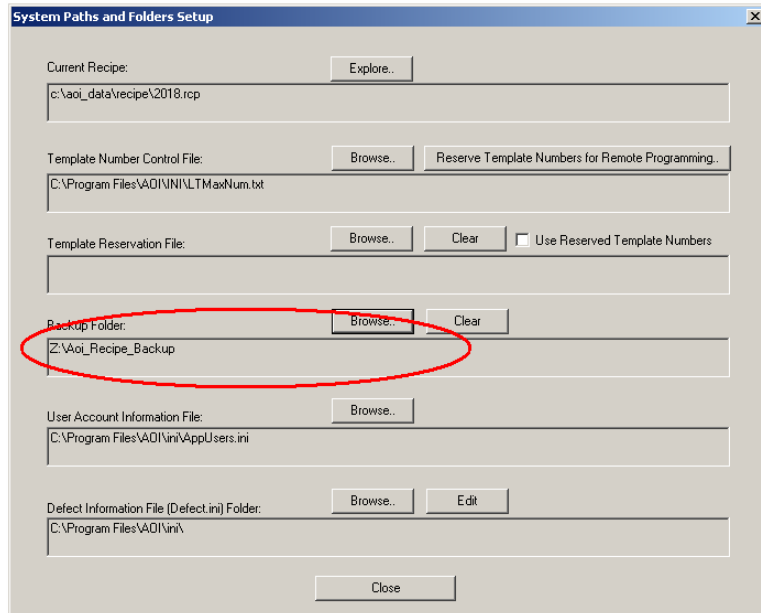 System Paths and Folders Setup
Current Recipe: Explore..
c:\aoi_data\recipe\2018.rcp
Template Number Control File: Browse.. Reserve Template Numbers for Remote Programming..
C:\Program Files\AOI\INI\LTMaxNum.txt
Template Reservation File: Browse.. Clear Use Reserved Template Numbers
Backup Folder: Browse.. Clear
Z:\Aoi_Recipe_Backup
User Account Information File: Browse..
C:\Program Files\AOI\ini\AppUsers.ini
Defect Information File (Defect.ini) Folder: Browse.. Edit
C:\Program Files\AOI\ini\
Close